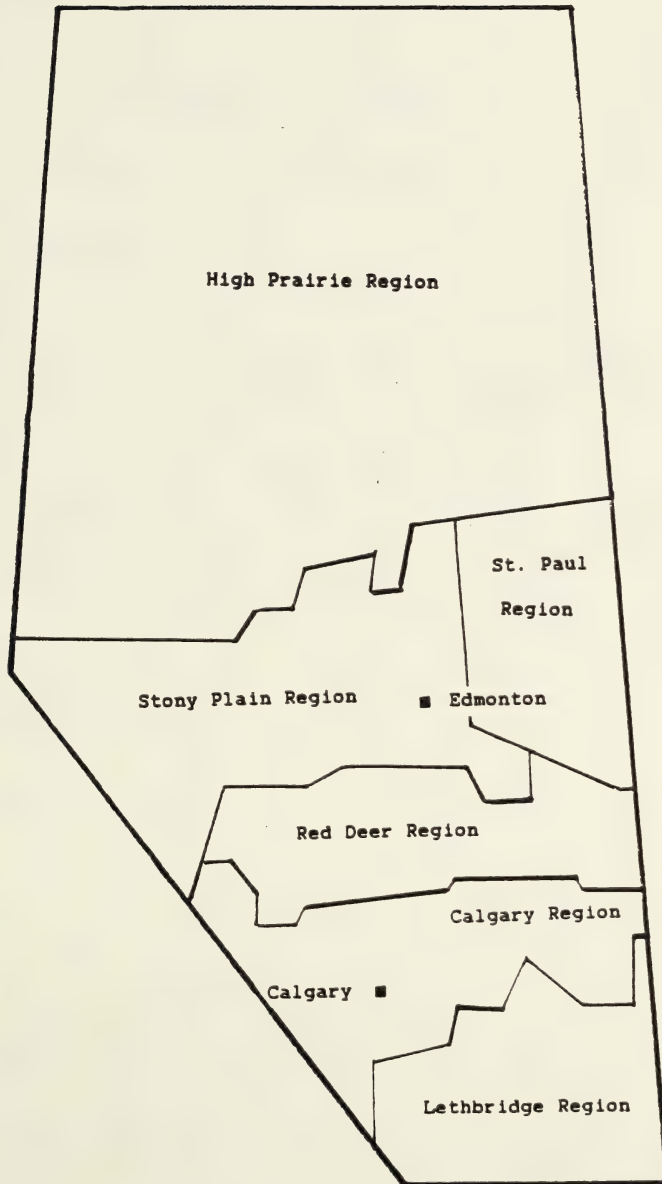 High Prairie Region
St. Paul
Region
Stony Plain Region
Edmonton
Red Deer Region
Calgary Region
Calgary
Lethbridge Region